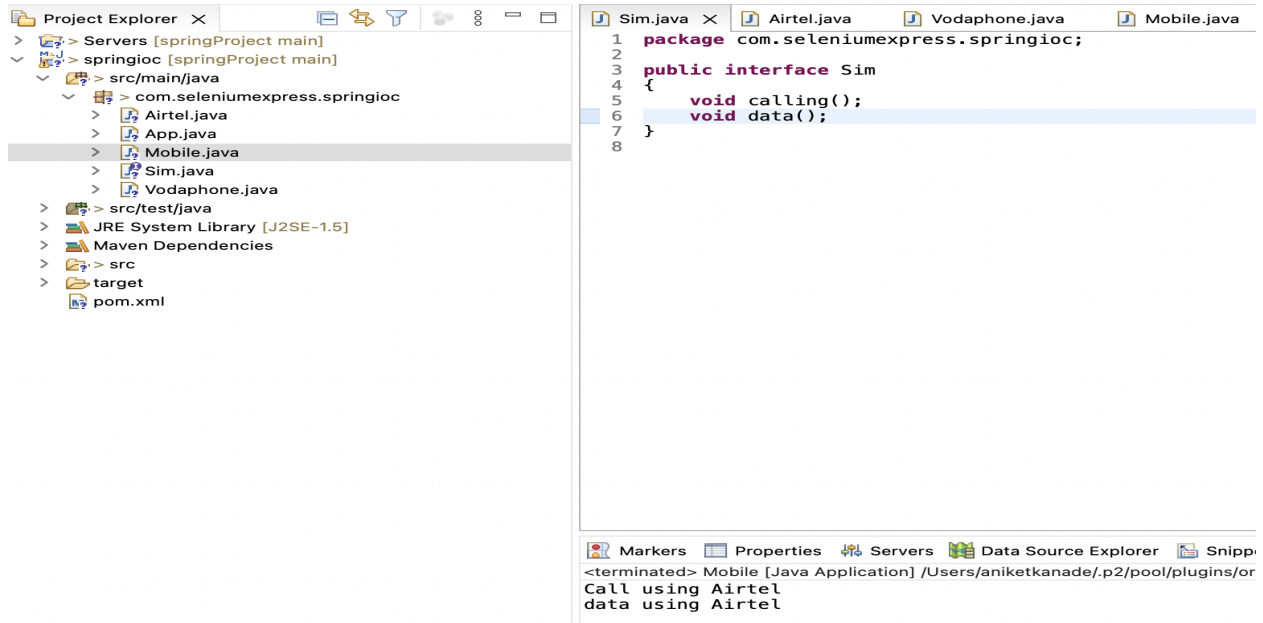 Project Explorer
> Servers [springProject main]
> springioc [springProject main]
> src/main/java
> com.seleniumexpress.springioc
Airtel.java
App.java
Mobile.java
Sim.java
Vodaphone.java
> src/test/java
JRE System Library [J2SE-1.5]
Maven Dependencies
> src
target
pom.xml
Sim.java Airtel.java Vodaphone.java Mobile.java
1 package com.seleniumexpress.springioc;
2
3 public interface Sim
4 {
5 void calling();
6 void data();
7 }
8
Markers Properties Servers Data Source Explorer Snipp
<terminated> Mobile [Java Application] /Users/aniketkanade/.p2/pool/plugins/or
Call using Airtel
data using Airtel